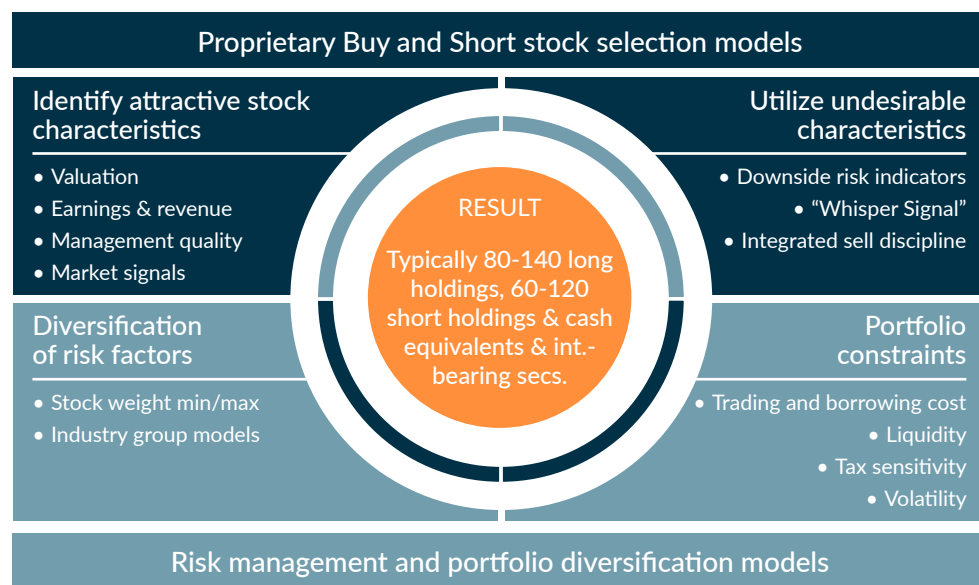 Proprietary Buy and Short stock selection models
Identify attractive stock
characteristics
• Valuation
• Earnings & revenue
• Management quality
• Market signals
Utilize undesirable
characteristics
• Downside risk indicators
• “Whisper Signal”
• Integrated sell discipline
RESULT
Typically 80-140 long
holdings, 60-120
short holdings & cash
equivalents & int.-
bearing secs.
Diversification
of risk factors
• Stock weight min/max
• Industry group models
Portfolio
constraints
• Trading and borrowing cost
• Liquidity
• Tax sensitivity
• Volatility
Risk management and portfolio diversification models